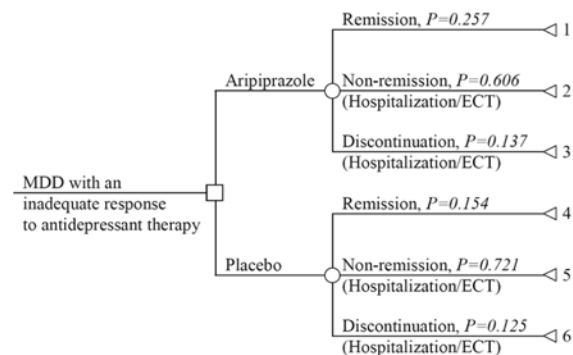 Remission, P=0.257
1
Aripiprazole
Non-remission, P=0.606
(Hospitalization/ECT)
2
Discontinuation, P=0.137
(Hospitalization/ECT)
3
MDD with an
inadequate response
to antidepressant therapy
Remission, P=0.154
4
Placebo
Non-remission, P=0.721
(Hospitalization/ECT)
5
Discontinuation, P=0.125
(Hospitalization/ECT)
6